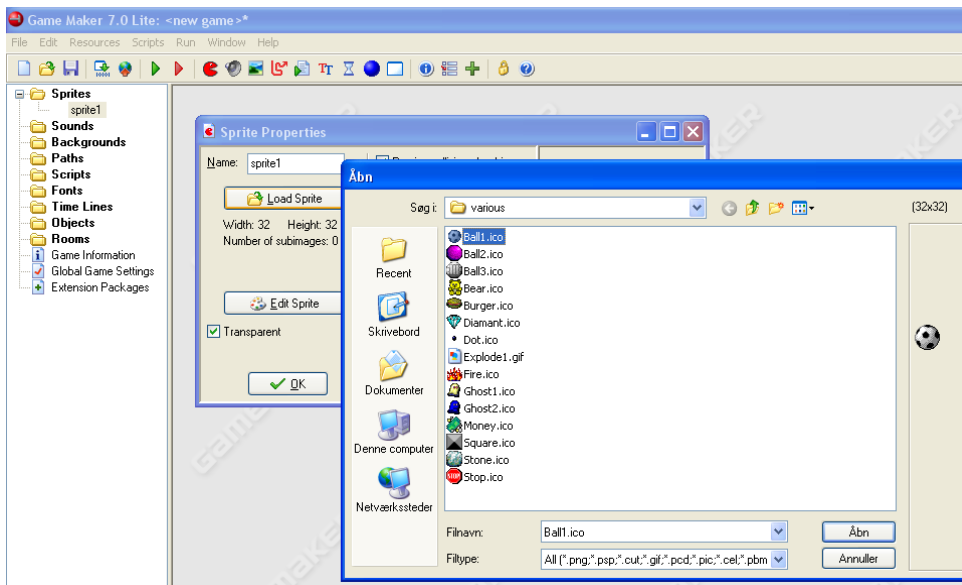 Game Maker 7.0 Lite: <new game>*
File Edit Resources Scripts Run Window Help
Sprites
sprite1
Sounds
Backgrounds
Paths
Scripts
Fonts
Time Lines
Objects
Rooms
Game Information
Global Game Settings
Extension Packages
Sprite Properties
Name: sprite1
Load Sprite
Width: 32 Height: 32
Number of subimages: 0
Edit Sprite
Transparent
OK
Åbn
Søg i: various
(32x32)
Recent
Skrivebord
Dokumenter
Denne computer
Netværkssteder
Ball1.ico
Ball2.ico
Ball3.ico
Bear.ico
Burger.ico
Diamant.ico
Dot.ico
Explode1.gif
Fire.ico
Ghost1.ico
Ghost2.ico
Money.ico
Square.ico
Stone.ico
Stop.ico
Filnavn: Ball1.ico Åbn
Filtype: All (*.png;*.psp;*.cut;*.gif;*.pcd;*.pic;*.cel;*.pbm Annuller